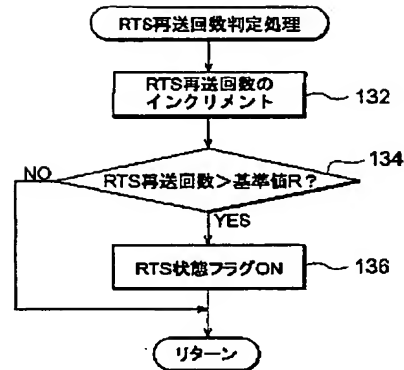 RTS再送回数判定処理
RTS再送回数の
インクリメント
132
134
NO
RTS再送回数＞基準値R？
YES
RTS状態フラグON
136
リターン